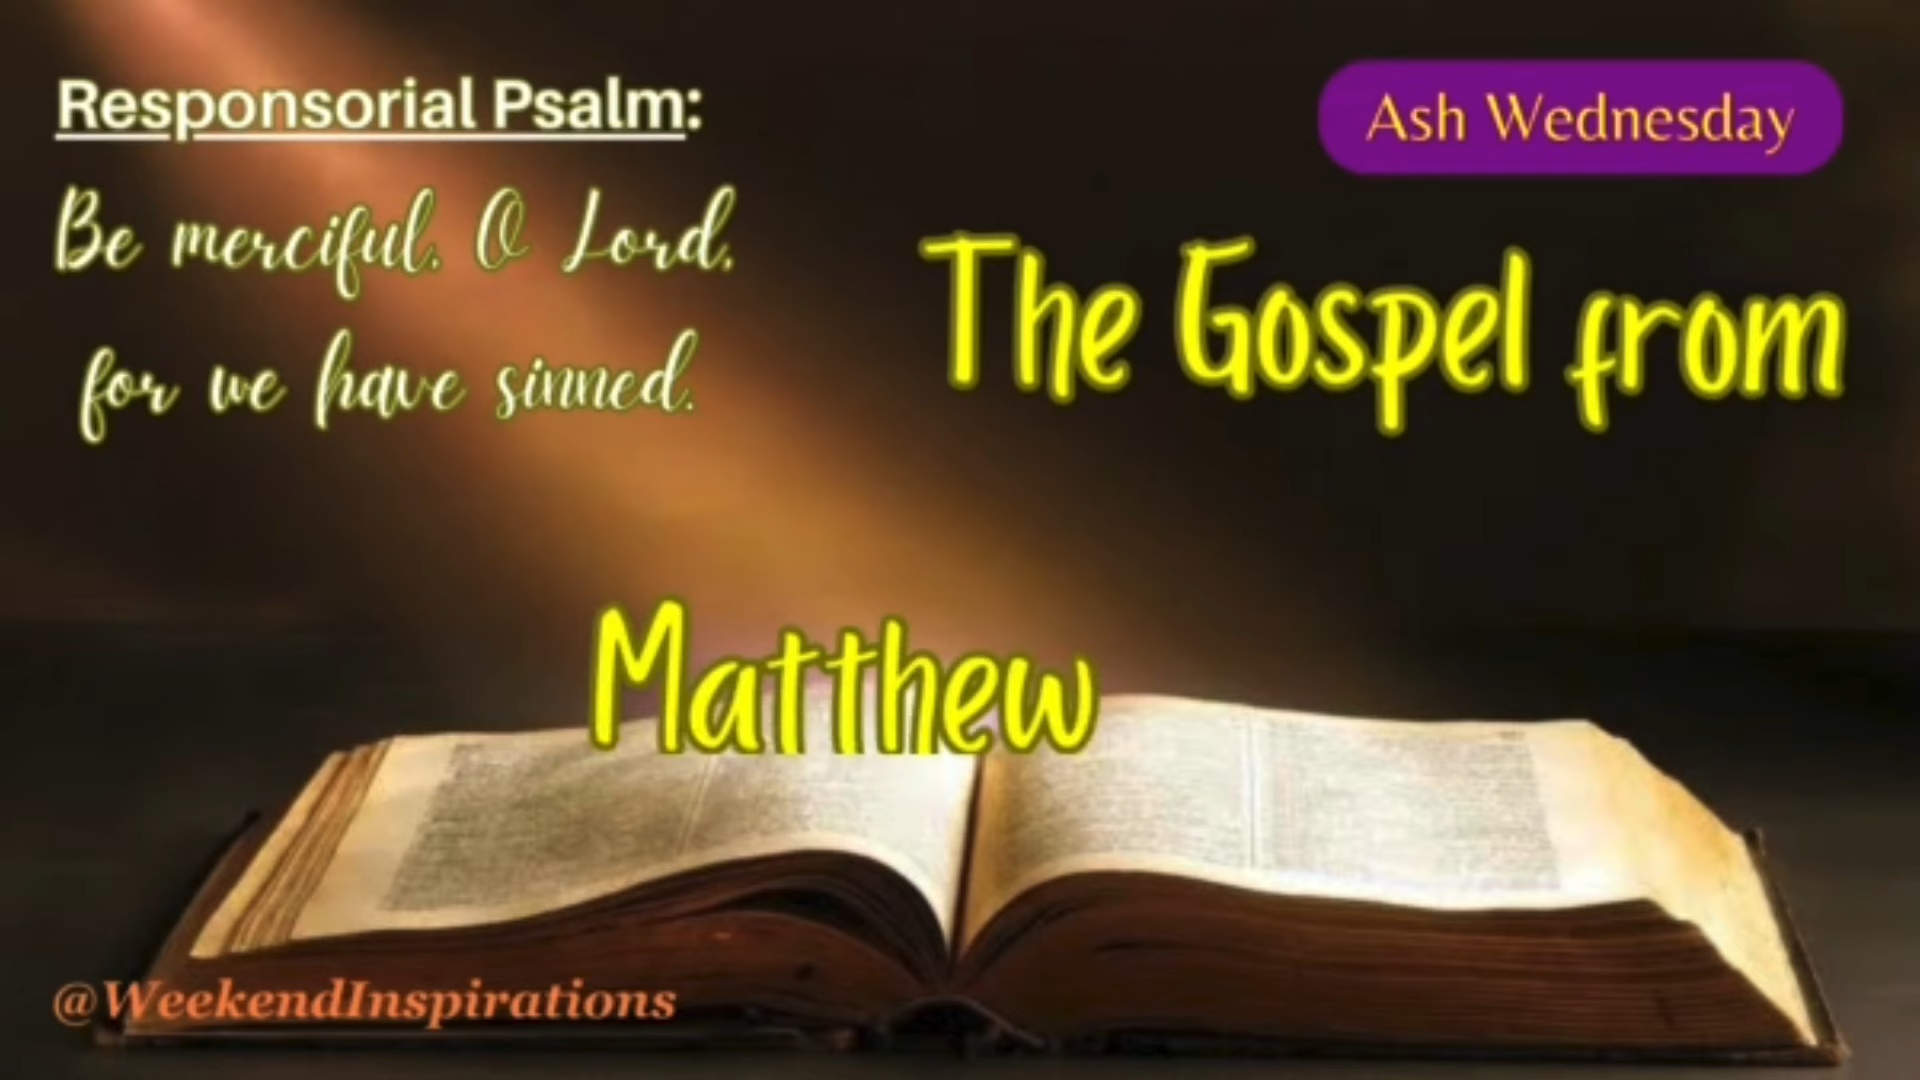 Responsorial Psalm:
Be merciful, O Lord,
for we have sinned.
Ash Wednesday
The Gospel from
Matthew
@WeekendInspirations